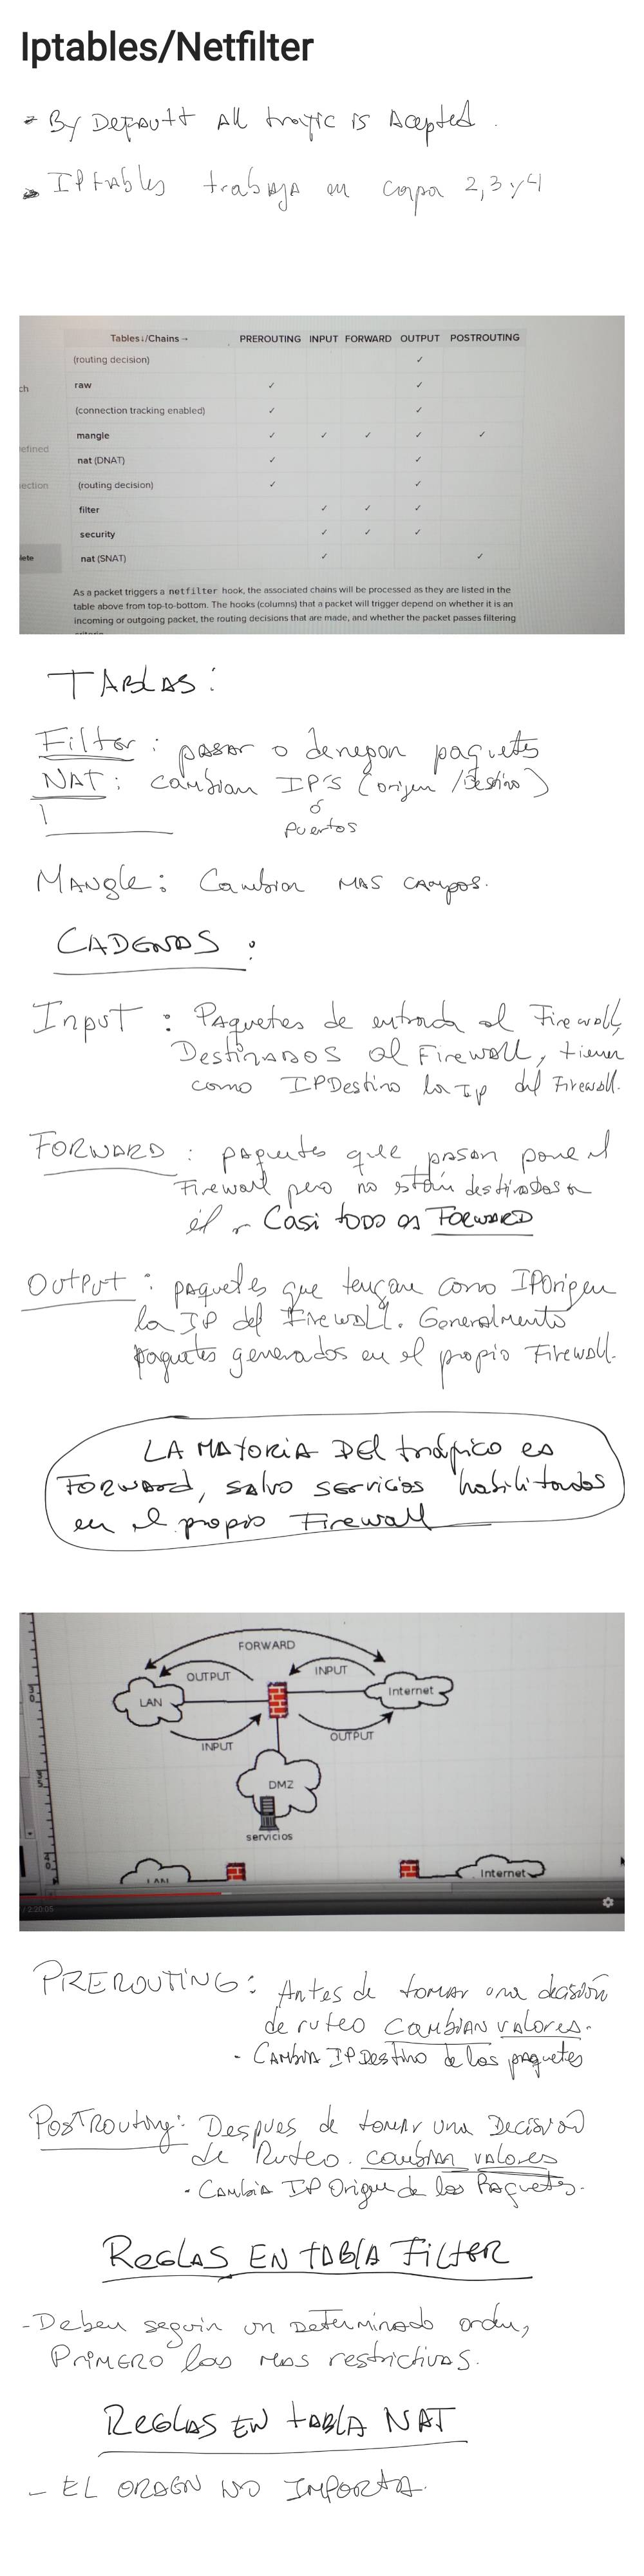 Iptables/Netfilter
- By Default All trafic is Acepted.
- IPtables trabaja en capa 2,3 y 4
Tables↓/Chains→ PREROUTING INPUT FORWARD OUTPUT POSTROUTING
(routing decision) ✓
raw ✓ ✓
(connection tracking enabled) ✓ ✓
mangle ✓ ✓ ✓ ✓ ✓
nat (DNAT) ✓ ✓
(routing decision) ✓ ✓
filter ✓ ✓ ✓
security ✓ ✓ ✓
nat (SNAT) ✓ ✓
ch
efined
ection
lete
As a packet triggers a netfilter hook, the associated chains will be processed as they are listed in the
table above from top-to-bottom. The hooks (columns) that a packet will trigger depend on whether it is an
incoming or outgoing packet, the routing decisions that are made, and whether the packet passes filtering
TABLAS:
Filter: pasar o denegar paquetes
NAT: cambian IP'S (origen / Destino)
ó
puertos
MANGle: Cambian MAS CAMPOS.
CADENAS:
Input: PAquetes de entrada al Firewall,
DestinADOS al Firewall, tienen
como IPDestino la Ip del Firewall.
FORWARD: paquetes que pasan por el
Firewall pero no están destinados a
él Casi todo es FORWARD
Output: paquetes que tengan como IPOrigen
la IP del Firewall. Generalmente
paquetes generados en el propio Firewall.
LA MAYORIA DEL tráfico es
Forward, salvo servicios habilitados
en el propio Firewall
FORWARD
OUTPUT INPUT
LAN Internet
INPUT OUTPUT
DMZ
servicios
LAN Internet
/ 2:20:05
PREROUTING: Antes de tomar una decisión
de ruteo CAMBIAN VALORES.
- CAMBIA IP Destino de los paquetes
PostRouting: Despues de tomar una Decisión
de Ruteo. cambian valores
- CAMBIA IP Origen de los Paquetes.
REGLAS EN tABlA FILtER
- Deben seguir un Determinado orden,
PRIMERO las mas restrictivas.
REGLAS EN tABLA NAT
- EL ORDEN NO IMPORTA.